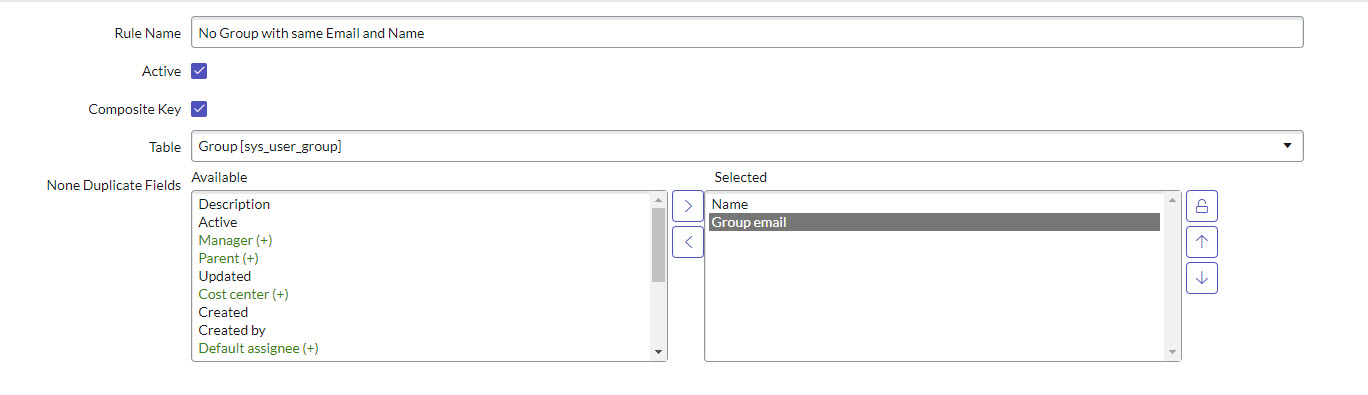 Rule Name No Group with same Email and Name
Active
Composite Key
Table Group [sys_user_group]
None Duplicate Fields
Available
Description
Active
Manager (+)
Parent (+)
Updated
Cost center (+)
Created
Created by
Default assignee (+)
Selected
Name
Group email